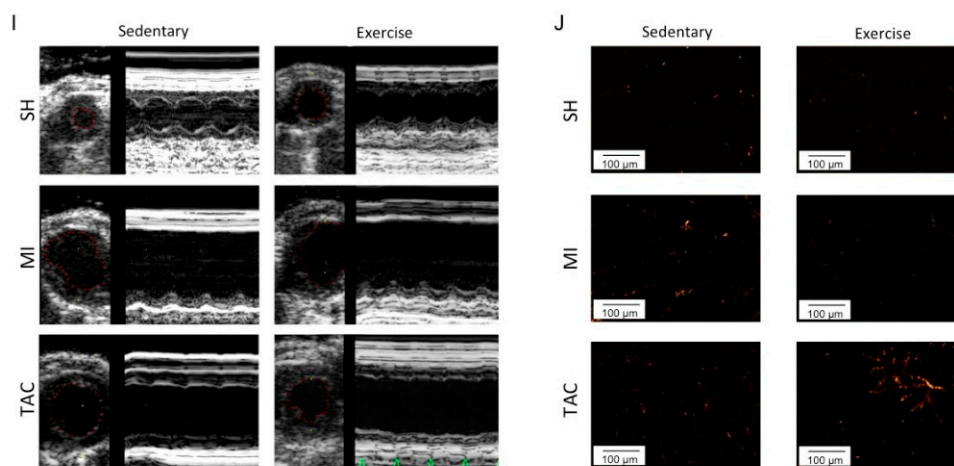 I
Sedentary
Exercise
SH
MI
TAC
J
Sedentary
Exercise
SH
100 µm
100 µm
MI
100 µm
100 µm
TAC
100 µm
100 µm